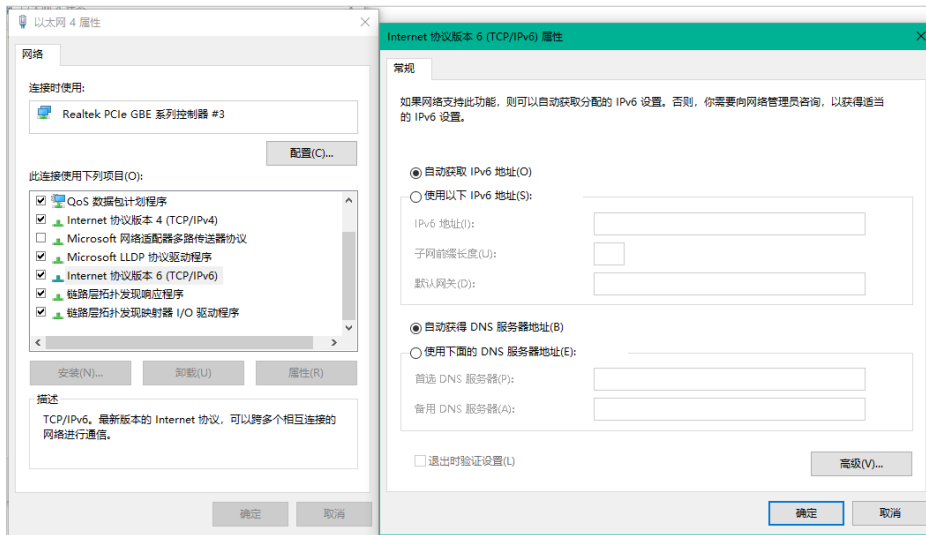 以太网 4 属性
网络
连接时使用:
Realtek PCIe GBE 系列控制器 #3
配置(C)...
此连接使用下列项目(O):
QoS 数据包计划程序
Internet 协议版本 4 (TCP/IPv4)
Microsoft 网络适配器多路传送器协议
Microsoft LLDP 协议驱动程序
Internet 协议版本 6 (TCP/IPv6)
链路层拓扑发现响应程序
链路层拓扑发现映射器 I/O 驱动程序
安装(N)...
卸载(U)
属性(R)
描述
TCP/IPv6。最新版本的 Internet 协议，可以跨多个相互连接的
网络进行通信。
确定
取消
Internet 协议版本 6 (TCP/IPv6) 属性
常规
如果网络支持此功能，则可以自动获取分配的 IPv6 设置。否则，你需要向网络管理员咨询，以获得适当
的 IPv6 设置。
自动获取 IPv6 地址(O)
使用以下 IPv6 地址(S):
IPv6 地址(I):
子网前缀长度(U):
默认网关(D):
自动获得 DNS 服务器地址(B)
使用下面的 DNS 服务器地址(E):
首选 DNS 服务器(P):
备用 DNS 服务器(A):
退出时验证设置(L)
高级(V)...
确定
取消